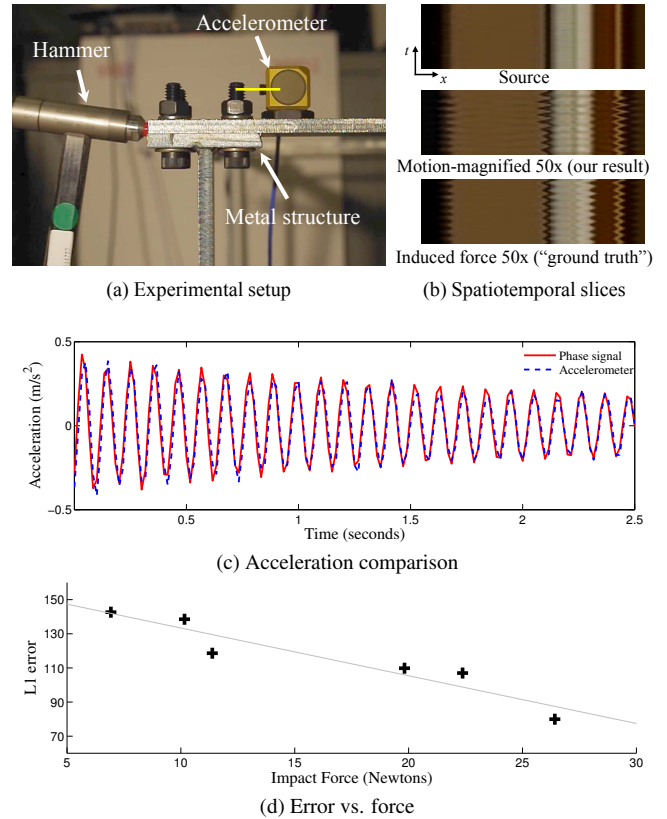 Hammer
Accelerometer
Metal structure
(a) Experimental setup
t
x
Source
Motion-magnified 50x (our result)
Induced force 50x (“ground truth”)
(b) Spatiotemporal slices
Acceleration (m/s²)
0.5
0
−0.5
Phase signal
Accelerometer
0.5 1 1.5 2 2.5
Time (seconds)
(c) Acceleration comparison
L1 error
150
130
110
90
70
5 10 15 20 25 30
Impact Force (Newtons)
(d) Error vs. force